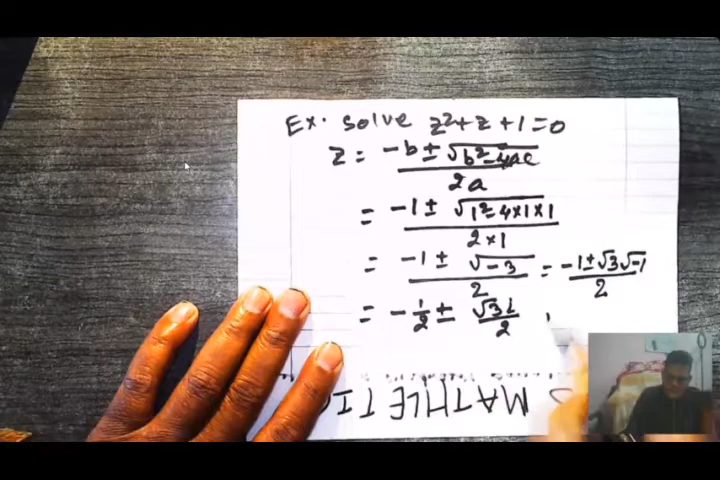 Ex. solve z²+z+1=0
z = -b±√b²-4ac / 2a
= -1± √1²-4×1×1 / 2×1
= -1± √-3 / 2 = -1±√3√-1 / 2
= -1/2 ± √3i/2
MATHLETI